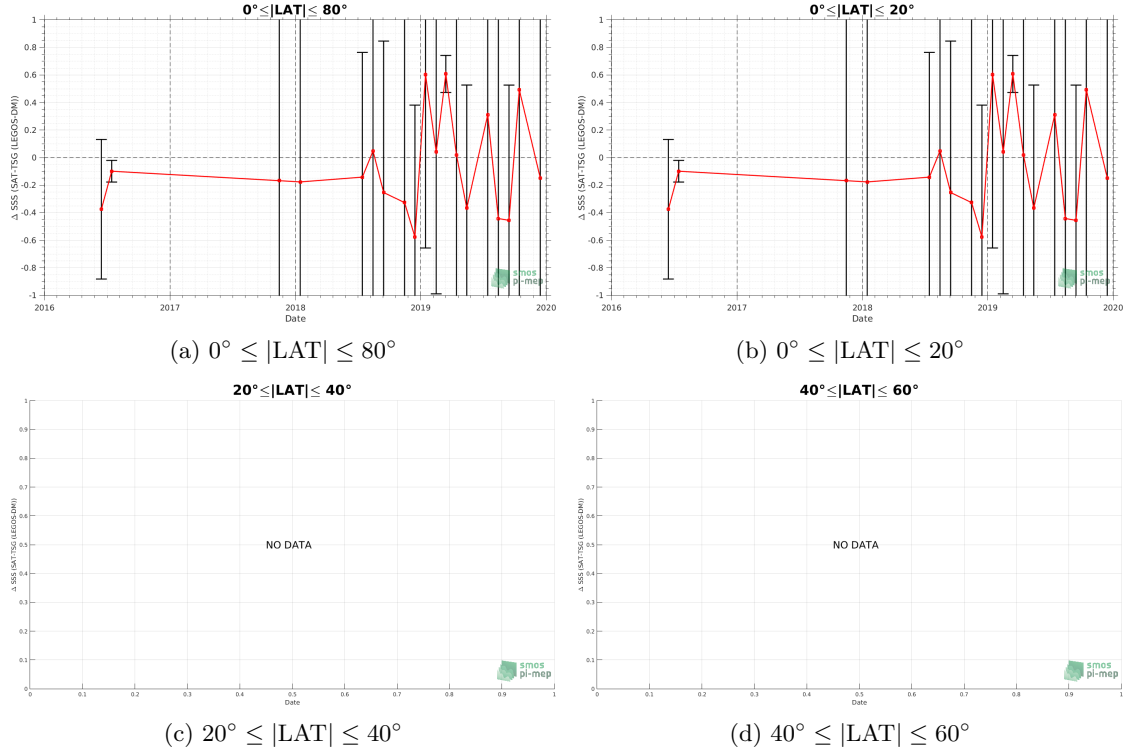 0°≤|LAT|≤ 80°
Δ SSS (SAT-TSG (LEGOS-DM))
1
0.8
0.6
0.4
0.2
0
-0.2
-0.4
-0.6
-0.8
-1
2016 2017 2018 2019 2020
Date
smos
pi-mep
(a) 0° ≤ |LAT| ≤ 80°
0°≤|LAT|≤ 20°
Δ SSS (SAT-TSG (LEGOS-DM))
1
0.8
0.6
0.4
0.2
0
-0.2
-0.4
-0.6
-0.8
-1
2016 2017 2018 2019 2020
Date
smos
pi-mep
(b) 0° ≤ |LAT| ≤ 20°
20°≤|LAT|≤ 40°
Δ SSS (SAT-TSG (LEGOS-DM))
1
0.9
0.8
0.7
0.6
0.5
0.4
0.3
0.2
0.1
0
NO DATA
0 0.1 0.2 0.3 0.4 0.5 0.6 0.7 0.8 0.9 1
Date
smos
pi-mep
(c) 20° ≤ |LAT| ≤ 40°
40°≤|LAT|≤ 60°
Δ SSS (SAT-TSG (LEGOS-DM))
1
0.9
0.8
0.7
0.6
0.5
0.4
0.3
0.2
0.1
0
NO DATA
0 0.1 0.2 0.3 0.4 0.5 0.6 0.7 0.8 0.9 1
Date
smos
pi-mep
(d) 40° ≤ |LAT| ≤ 60°